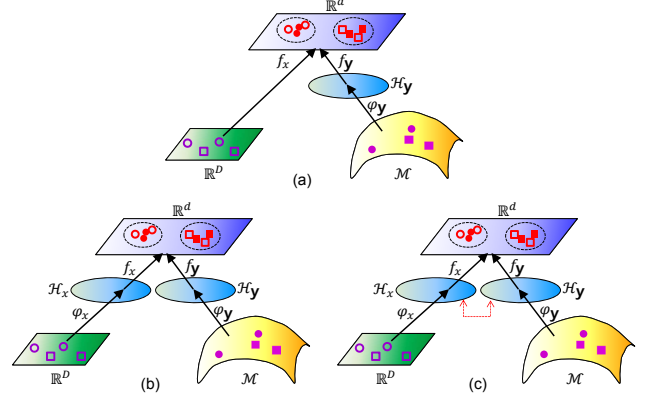 ℝ^d
f_x f_y
ℋ_y
φ_y
ℝ^D ℳ
(a)
ℝ^d
f_x f_y
ℋ_x ℋ_y
φ_x φ_y
ℝ^D ℳ
(b)
ℝ^d
f_x f_y
ℋ_x ℋ_y
φ_x φ_y
ℝ^D ℳ
(c)